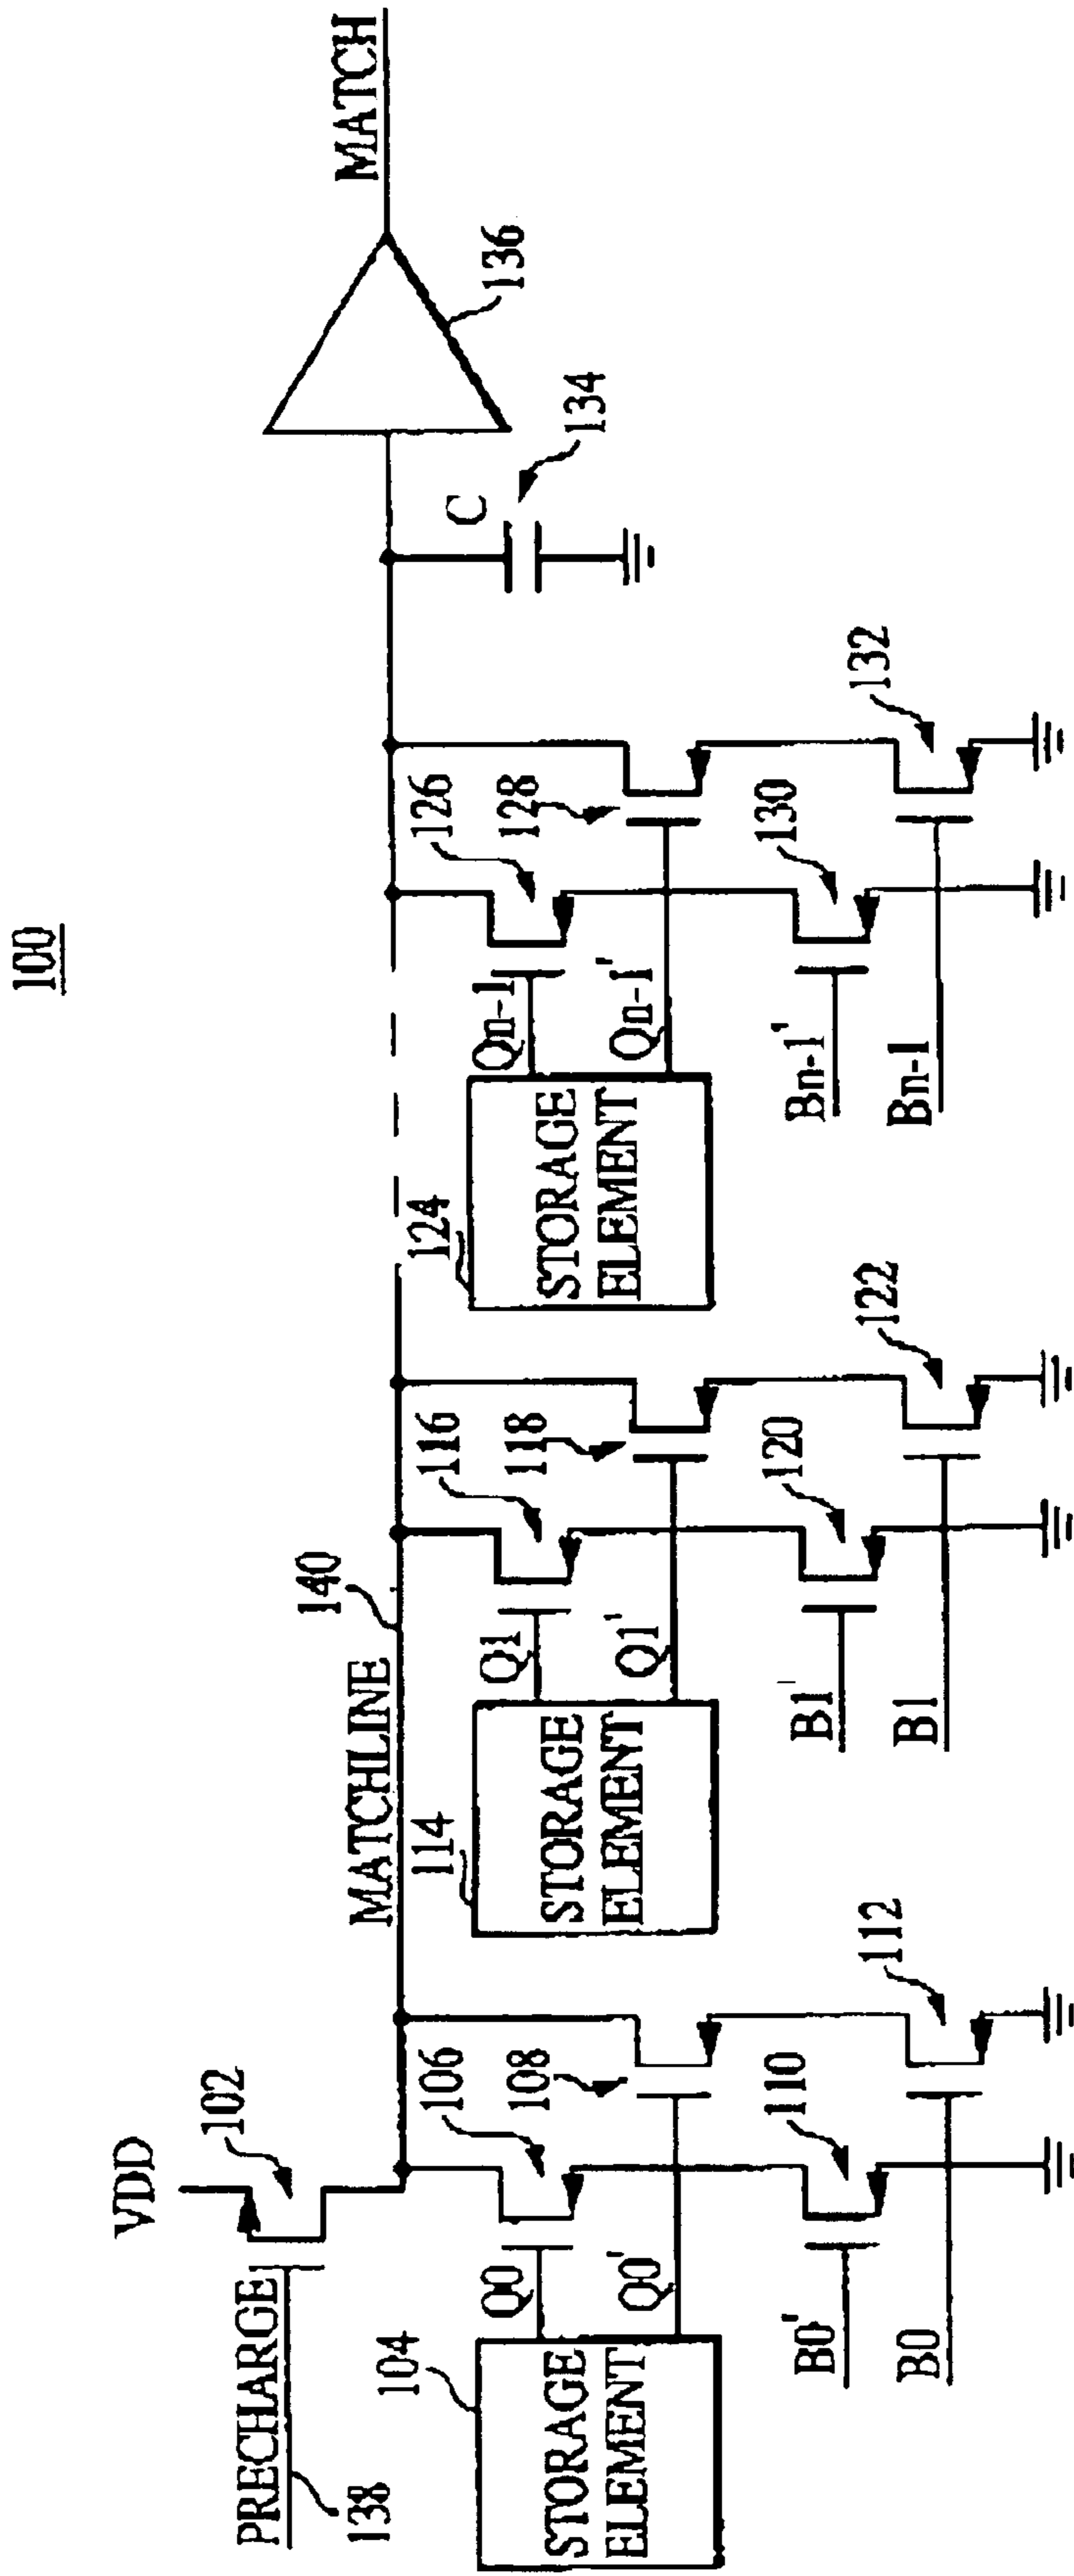 100
VDD
102
PRECHARGE
138
MATCHLINE
140
MATCH
136
C
134
104
STORAGE
ELEMENT
Q0
Q0'
106
108
B0'
B0
110
112
114
STORAGE
ELEMENT
Q1
Q1'
116
118
B1'
B1
120
122
124
STORAGE
ELEMENT
Qn-1
Qn-1'
126
128
Bn-1'
Bn-1
130
132